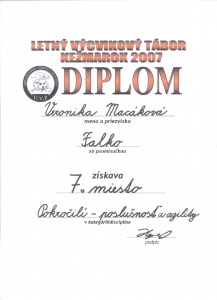 LETNÝ VÝCVIKOVÝ TÁBOR
KEŽMAROK 2007
DIPLOM
Veronika Macáková
meno a priezvisko
Falko
so psom/sučkou
získava
7. miesto
Pokročilí - poslušnosť a agility
v kategórii/disciplíne
podpis